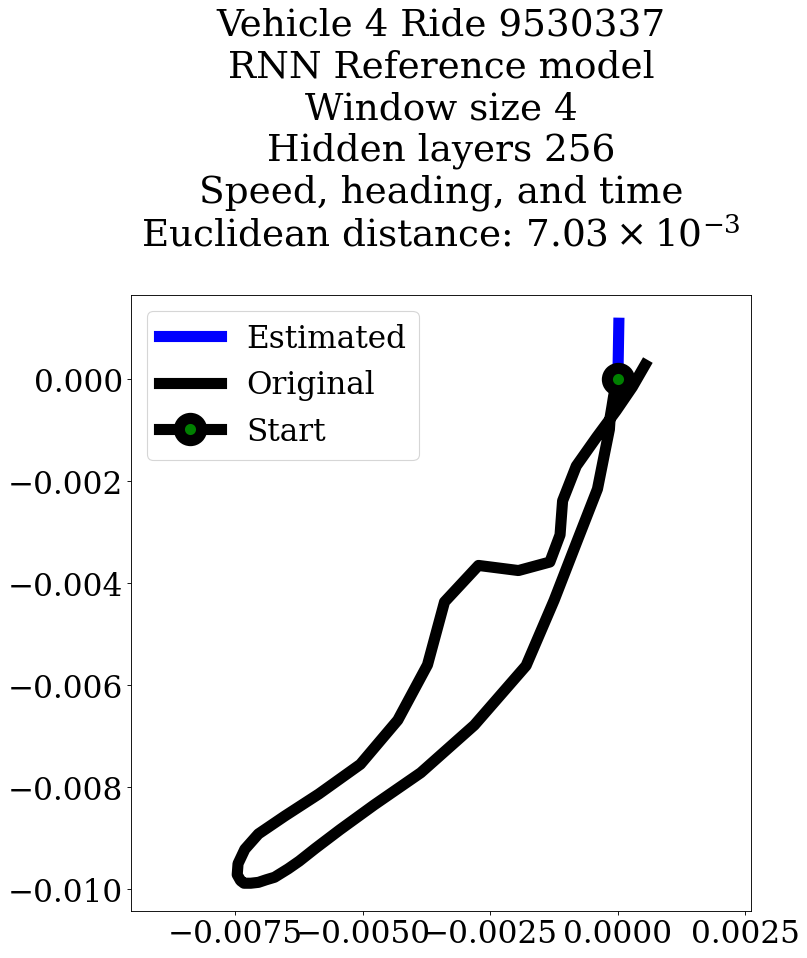 Vehicle 4 Ride 9530337
RNN Reference model
Window size 4
Hidden layers 256
Speed, heading, and time
Euclidean distance: 7.03 × 10⁻³
Estimated
Original
Start
0.000
−0.002
−0.004
−0.006
−0.008
−0.010
−0.0075 −0.0050 −0.0025 0.0000 0.0025